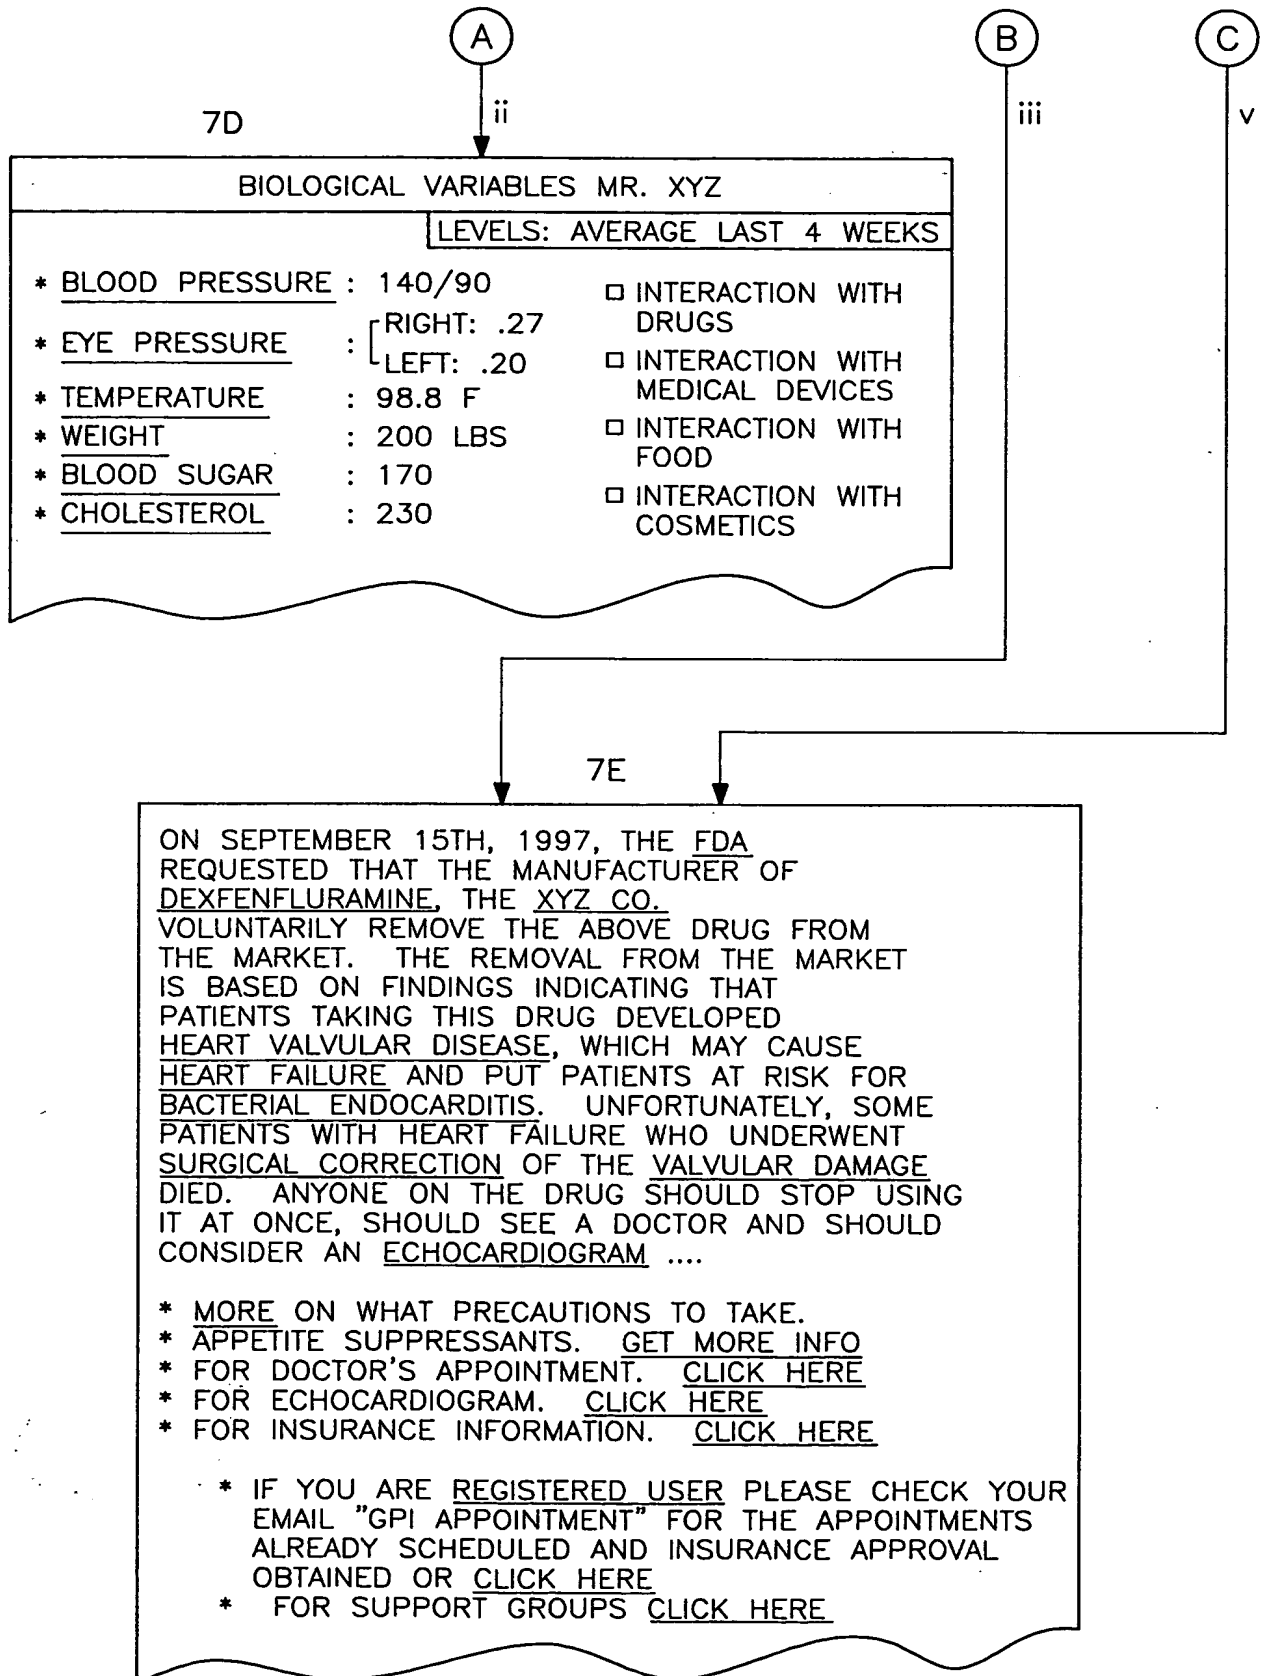 A
B
C
ii
iii
v
7D
BIOLOGICAL VARIABLES MR. XYZ
LEVELS: AVERAGE LAST 4 WEEKS
* BLOOD PRESSURE : 140/90
* EYE PRESSURE : RIGHT: .27
LEFT: .20
* TEMPERATURE : 98.8 F
* WEIGHT : 200 LBS
* BLOOD SUGAR : 170
* CHOLESTEROL : 230
□ INTERACTION WITH
DRUGS
□ INTERACTION WITH
MEDICAL DEVICES
□ INTERACTION WITH
FOOD
□ INTERACTION WITH
COSMETICS
7E
ON SEPTEMBER 15TH, 1997, THE FDA
REQUESTED THAT THE MANUFACTURER OF
DEXFENFLURAMINE, THE XYZ CO.
VOLUNTARILY REMOVE THE ABOVE DRUG FROM
THE MARKET. THE REMOVAL FROM THE MARKET
IS BASED ON FINDINGS INDICATING THAT
PATIENTS TAKING THIS DRUG DEVELOPED
HEART VALVULAR DISEASE, WHICH MAY CAUSE
HEART FAILURE AND PUT PATIENTS AT RISK FOR
BACTERIAL ENDOCARDITIS. UNFORTUNATELY, SOME
PATIENTS WITH HEART FAILURE WHO UNDERWENT
SURGICAL CORRECTION OF THE VALVULAR DAMAGE
DIED. ANYONE ON THE DRUG SHOULD STOP USING
IT AT ONCE, SHOULD SEE A DOCTOR AND SHOULD
CONSIDER AN ECHOCARDIOGRAM ....
* MORE ON WHAT PRECAUTIONS TO TAKE.
* APPETITE SUPPRESSANTS. GET MORE INFO
* FOR DOCTOR'S APPOINTMENT. CLICK HERE
* FOR ECHOCARDIOGRAM. CLICK HERE
* FOR INSURANCE INFORMATION. CLICK HERE
* IF YOU ARE REGISTERED USER PLEASE CHECK YOUR
EMAIL "GPI APPOINTMENT" FOR THE APPOINTMENTS
ALREADY SCHEDULED AND INSURANCE APPROVAL
OBTAINED OR CLICK HERE
* FOR SUPPORT GROUPS CLICK HERE